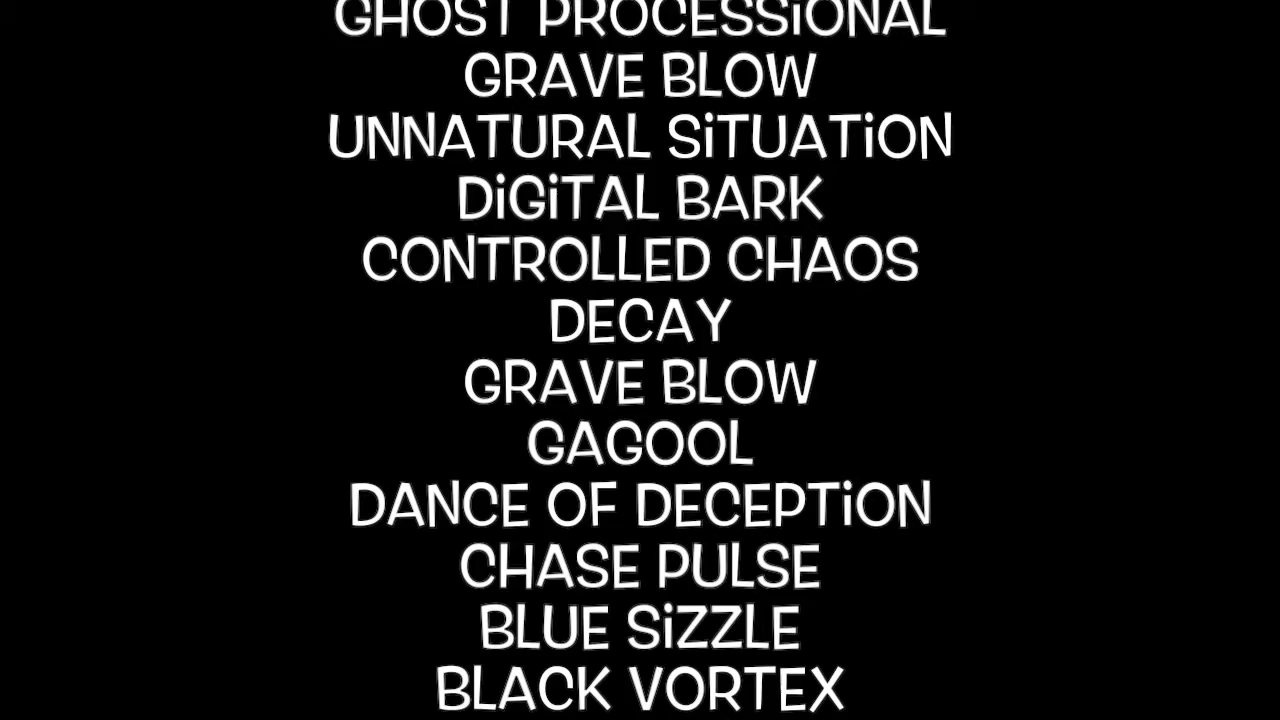 GHOST PROCESSiONAL
GRAVE BLOW
UNNATURAL SiTUATiON
DiGiTAL BARK
CONTROLLED CHAOS
DECAY
GRAVE BLOW
GAGOOL
DANCE OF DECEPTiON
CHASE PULSE
BLUE SiZZLE
BLACK VORTEX